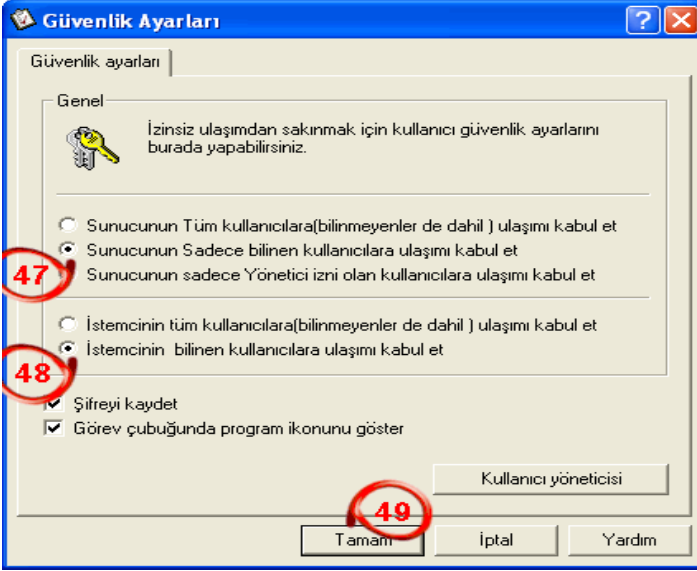 Güvenlik Ayarları
Güvenlik ayarları
Genel
İzinsiz ulaşımdan sakınmak için kullanıcı güvenlik ayarlarını
burada yapabilirsiniz.
Sunucunun Tüm kullanıcılara(bilinmeyenler de dahil ) ulaşımı kabul et
Sunucunun Sadece bilinen kullanıcılara ulaşımı kabul et
47
Sunucunun sadece Yönetici izni olan kullanıcılara ulaşımı kabul et
İstemcinin tüm kullanıcılara(bilinmeyenler de dahil ) ulaşımı kabul et
İstemcinin bilinen kullanıcılara ulaşımı kabul et
48
Şifreyi kaydet
Görev çubuğunda program ikonunu göster
Kullanıcı yöneticisi
49
Tamam İptal Yardım